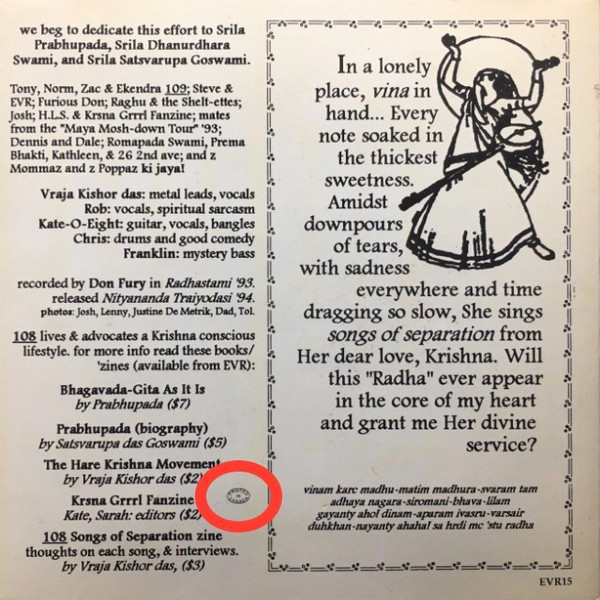 we beg to dedicate this effort to Srila
Prabhupada, Srila Dhanurdhara
Swami, and Srila Satsvarupa Goswami.
Tony, Norm, Zac & Ekendra 109; Steve &
EVR; Furious Don; Raghu & the Shelt-ettes;
Josh; H.L.S. & Krsna Grrrl Fanzine; mates
from the "Maya Mosh-down Tour" '93;
Dennis and Dale; Romapada Swami, Prema
Bhakti, Kathleen, & 26 2nd ave; and z
Mommaz and z Poppaz ki jaya!
Vraja Kishor das: metal leads, vocals
Rob: vocals, spiritual sarcasm
Kate-O-Eight: guitar, vocals, bangles
Chris: drums and good comedy
Franklin: mystery bass
recorded by Don Fury in Radhastami '93.
released Nityananda Traiyodasi '94.
photos: Josh, Lenny, Justine De Metrik, Dad, Tol.
108 lives & advocates a Krishna conscious
lifestyle. for more info read these books/
'zines (available from EVR):
Bhagavada-Gita As It Is
by Prabhupada ($7)
Prabhupada (biography)
by Satsvarupa das Goswami ($5)
The Hare Krishna Movement
by Vraja Kishor das ($2)
Krsna Grrrl Fanzine
Kate, Sarah: editors ($2)
108 Songs of Separation zine
thoughts on each song, & interviews.
by Vraja Kishor das, ($3)
In a lonely
place, vina in
hand... Every
note soaked in
the thickest
sweetness.
Amidst
downpours
of tears,
with sadness
everywhere and time
dragging so slow, She sings
songs of separation from
Her dear love, Krishna. Will
this "Radha" ever appear
in the core of my heart
and grant me Her divine
service?
vinam karc madhu-matim madhura-svaram tam
adhaya nagara-siromani-bhava-lilam
gayanty ahol dinam-aparam ivasru-varsair
duhkhan-nayanty ahaha! sa hrdi mc 'stu radha
EVR15